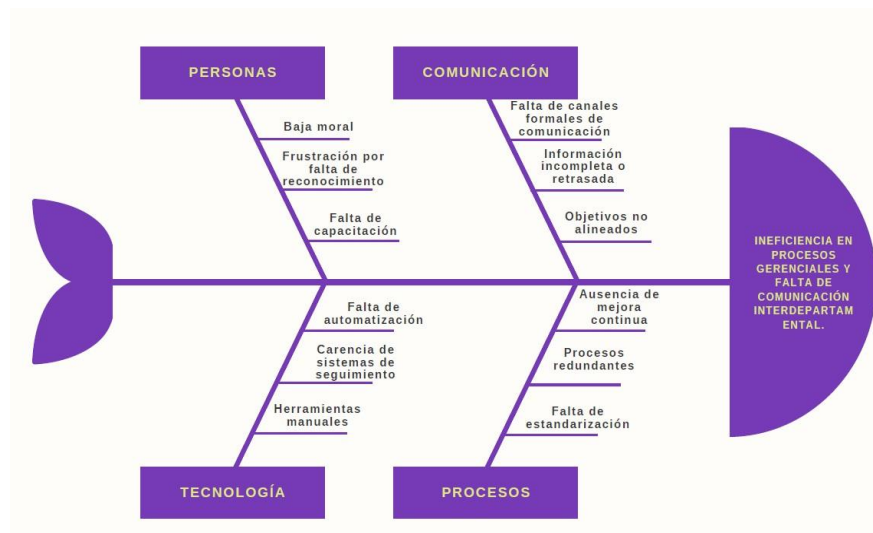 PERSONAS
COMUNICACIÓN
Baja moral
Frustración por
falta de
reconocimiento
Falta de
capacitación
Falta de canales
formales de
comunicación
Información
incompleta o
retrasada
Objetivos no
alineados
INEFICIENCIA EN
PROCESOS
GERENCIALES Y
FALTA DE
COMUNICACIÓN
INTERDEPARTAM
ENTAL.
Falta de
automatización
Carencia de
sistemas de
seguimiento
Herramientas
manuales
Ausencia de
mejora
continua
Procesos
redundantes
Falta de
estandarización
TECNOLOGÍA
PROCESOS